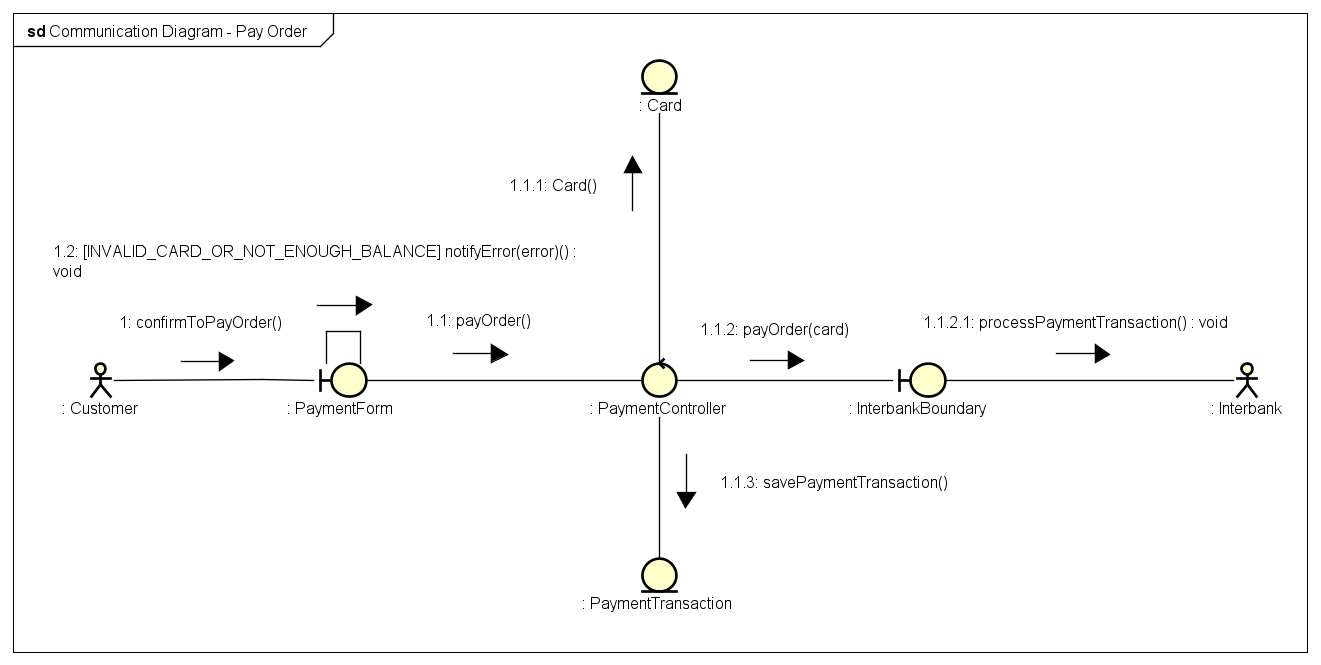 sd Communication Diagram - Pay Order
: Card
1.1.1: Card()
1.2: [INVALID_CARD_OR_NOT_ENOUGH_BALANCE] notifyError(error)() :
void
1: confirmToPayOrder()
1.1: payOrder()
1.1.2: payOrder(card)
1.1.2.1: processPaymentTransaction() : void
: Customer
: PaymentForm
: PaymentController
: InterbankBoundary
: Interbank
1.1.3: savePaymentTransaction()
: PaymentTransaction